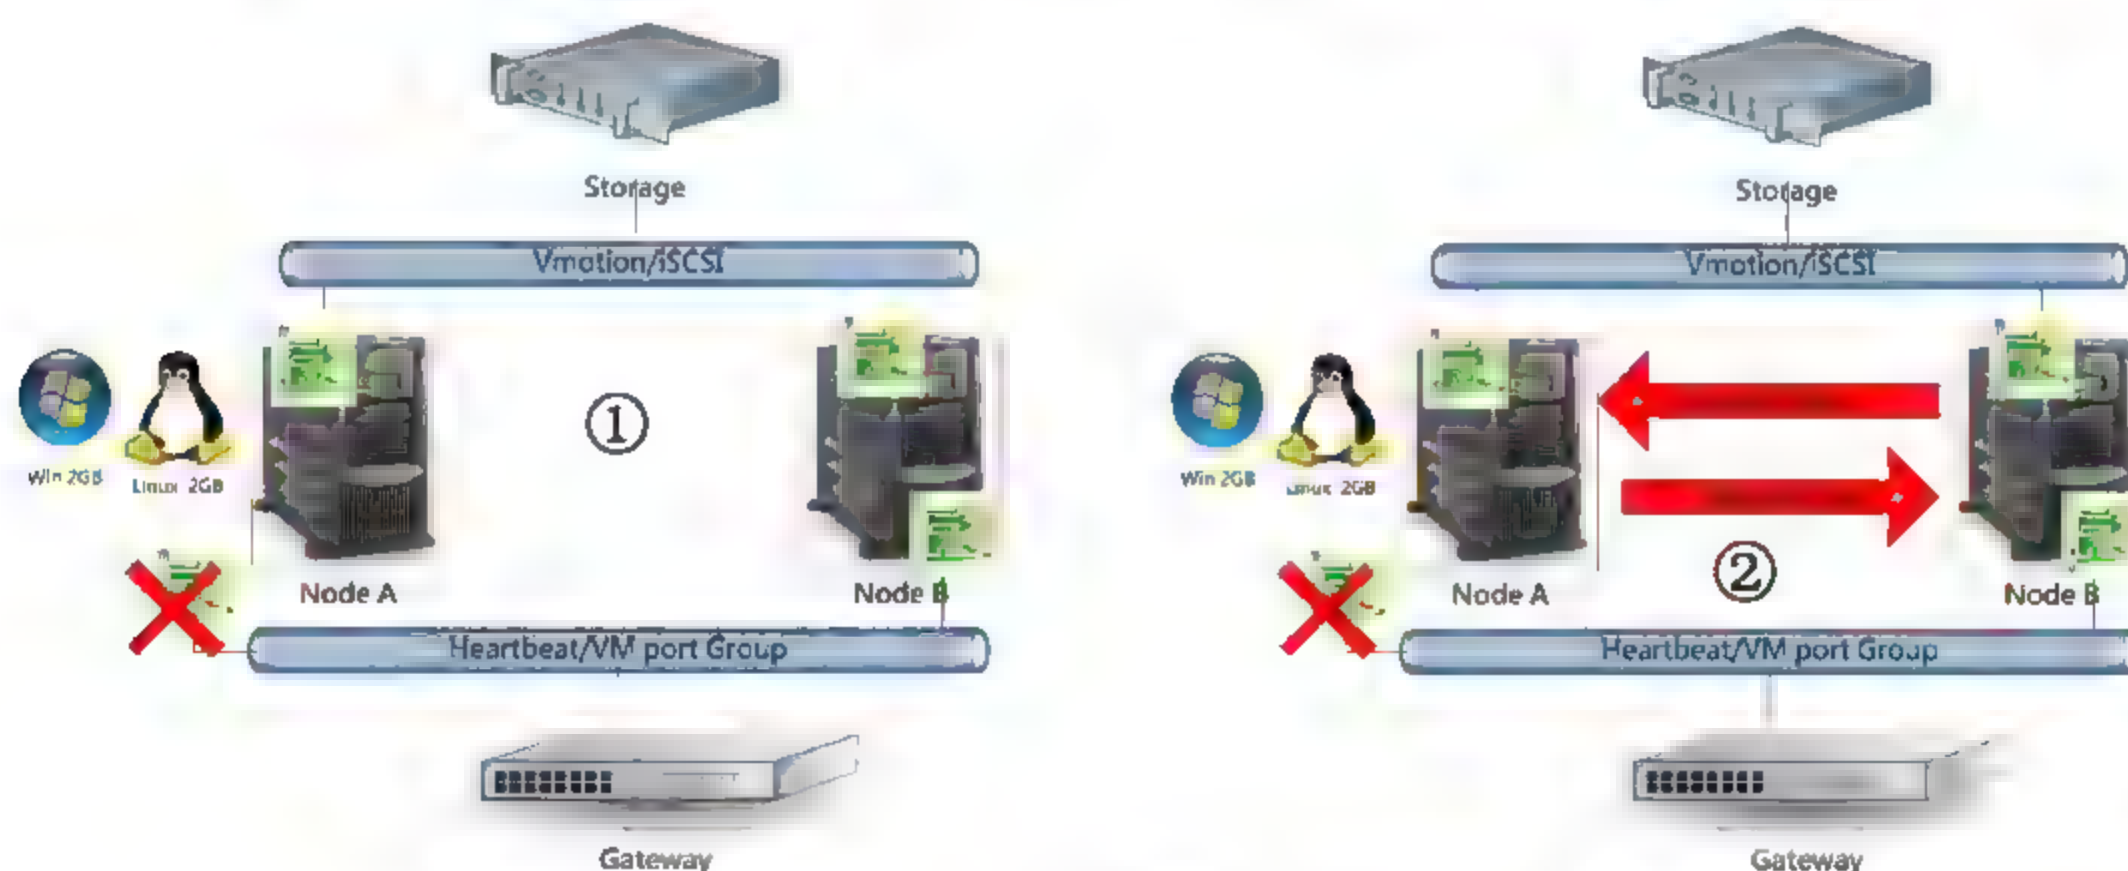 Storage
Vmotion/iSCSI
Win 2GB
Linux 2GB
①
Node A
Node B
Heartbeat/VM port Group
Gateway
Storage
Vmotion/iSCSI
Win 2GB
Linux 2GB
②
Node A
Node B
Heartbeat/VM port Group
Gateway